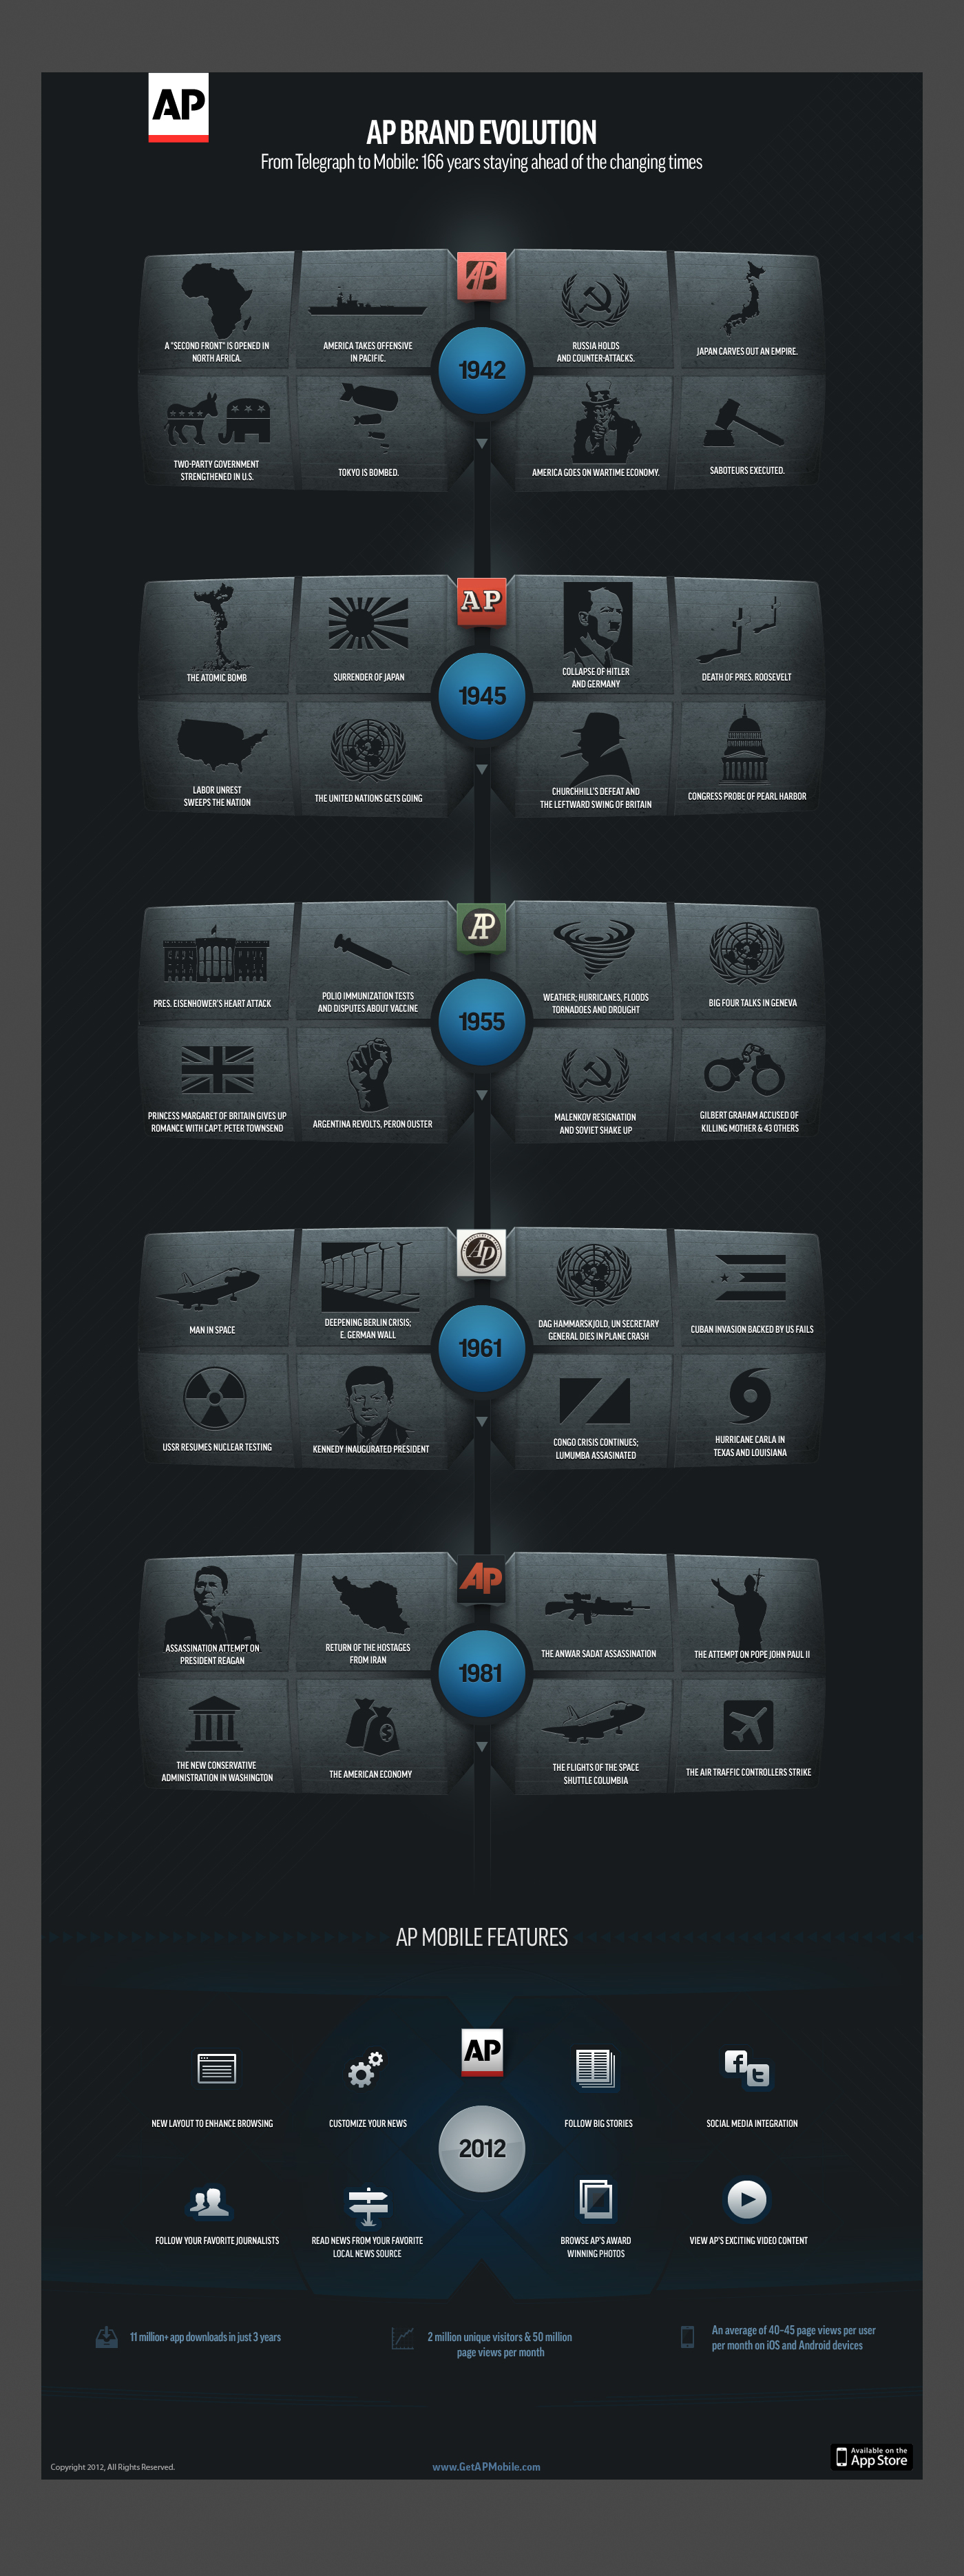 AP
AP BRAND EVOLUTION
From Telegraph to Mobile: 166 years staying ahead of the changing times
AP
1942
A "SECOND FRONT" IS OPENED IN
NORTH AFRICA.
AMERICA TAKES OFFENSIVE
IN PACIFIC.
RUSSIA HOLDS
AND COUNTER-ATTACKS.
JAPAN CARVES OUT AN EMPIRE.
TWO-PARTY GOVERNMENT
STRENGTHENED IN U.S.
TOKYO IS BOMBED.
AMERICA GOES ON WARTIME ECONOMY.
SABOTEURS EXECUTED.
AP
1945
THE ATOMIC BOMB
SURRENDER OF JAPAN
COLLAPSE OF HITLER
AND GERMANY
DEATH OF PRES. ROOSEVELT
LABOR UNREST
SWEEPS THE NATION
THE UNITED NATIONS GETS GOING
CHURCHHILL'S DEFEAT AND
THE LEFTWARD SWING OF BRITAIN
CONGRESS PROBE OF PEARL HARBOR
AP
1955
PRES. EISENHOWER'S HEART ATTACK
POLIO IMMUNIZATION TESTS
AND DISPUTES ABOUT VACCINE
WEATHER; HURRICANES, FLOODS
TORNADOES AND DROUGHT
BIG FOUR TALKS IN GENEVA
PRINCESS MARGARET OF BRITAIN GIVES UP
ROMANCE WITH CAPT. PETER TOWNSEND
ARGENTINA REVOLTS, PERON OUSTER
MALENKOV RESIGNATION
AND SOVIET SHAKE UP
GILBERT GRAHAM ACCUSED OF
KILLING MOTHER & 43 OTHERS
Ap
1961
MAN IN SPACE
DEEPENING BERLIN CRISIS;
E. GERMAN WALL
DAG HAMMARSKJOLD, UN SECRETARY
GENERAL DIES IN PLANE CRASH
CUBAN INVASION BACKED BY US FAILS
USSR RESUMES NUCLEAR TESTING
KENNEDY INAUGURATED PRESIDENT
CONGO CRISIS CONTINUES;
LUMUMBA ASSASINATED
HURRICANE CARLA IN
TEXAS AND LOUISIANA
Ap
1981
ASSASSINATION ATTEMPT ON
PRESIDENT REAGAN
RETURN OF THE HOSTAGES
FROM IRAN
THE ANWAR SADAT ASSASSINATION
THE ATTEMPT ON POPE JOHN PAUL II
THE NEW CONSERVATIVE
ADMINISTRATION IN WASHINGTON
THE AMERICAN ECONOMY
THE FLIGHTS OF THE SPACE
SHUTTLE COLUMBIA
THE AIR TRAFFIC CONTROLLERS STRIKE
AP MOBILE FEATURES
AP
2012
NEW LAYOUT TO ENHANCE BROWSING
CUSTOMIZE YOUR NEWS
FOLLOW BIG STORIES
SOCIAL MEDIA INTEGRATION
FOLLOW YOUR FAVORITE JOURNALISTS
READ NEWS FROM YOUR FAVORITE
LOCAL NEWS SOURCE
BROWSE AP'S AWARD
WINNING PHOTOS
VIEW AP'S EXCITING VIDEO CONTENT
11 million+ app downloads in just 3 years
2 million unique visitors & 50 million
page views per month
An average of 40-45 page views per user
per month on iOS and Android devices
Copyright 2012, All Rights Reserved.
www.GetAPMobile.com
Available on the
App Store